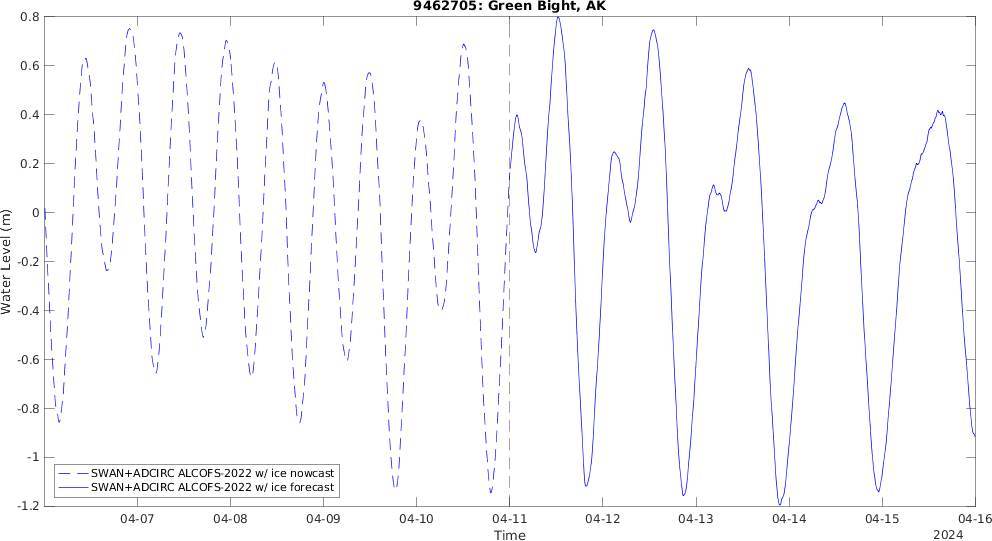 9462705: Green Bight, AK
0.8
0.6
0.4
0.2
0
-0.2
-0.4
-0.6
-0.8
-1
-1.2
Water Level (m)
SWAN+ADCIRC ALCOFS-2022 w/ ice nowcast
SWAN+ADCIRC ALCOFS-2022 w/ ice forecast
04-07 04-08 04-09 04-10 04-11 04-12 04-13 04-14 04-15 04-16
Time
2024